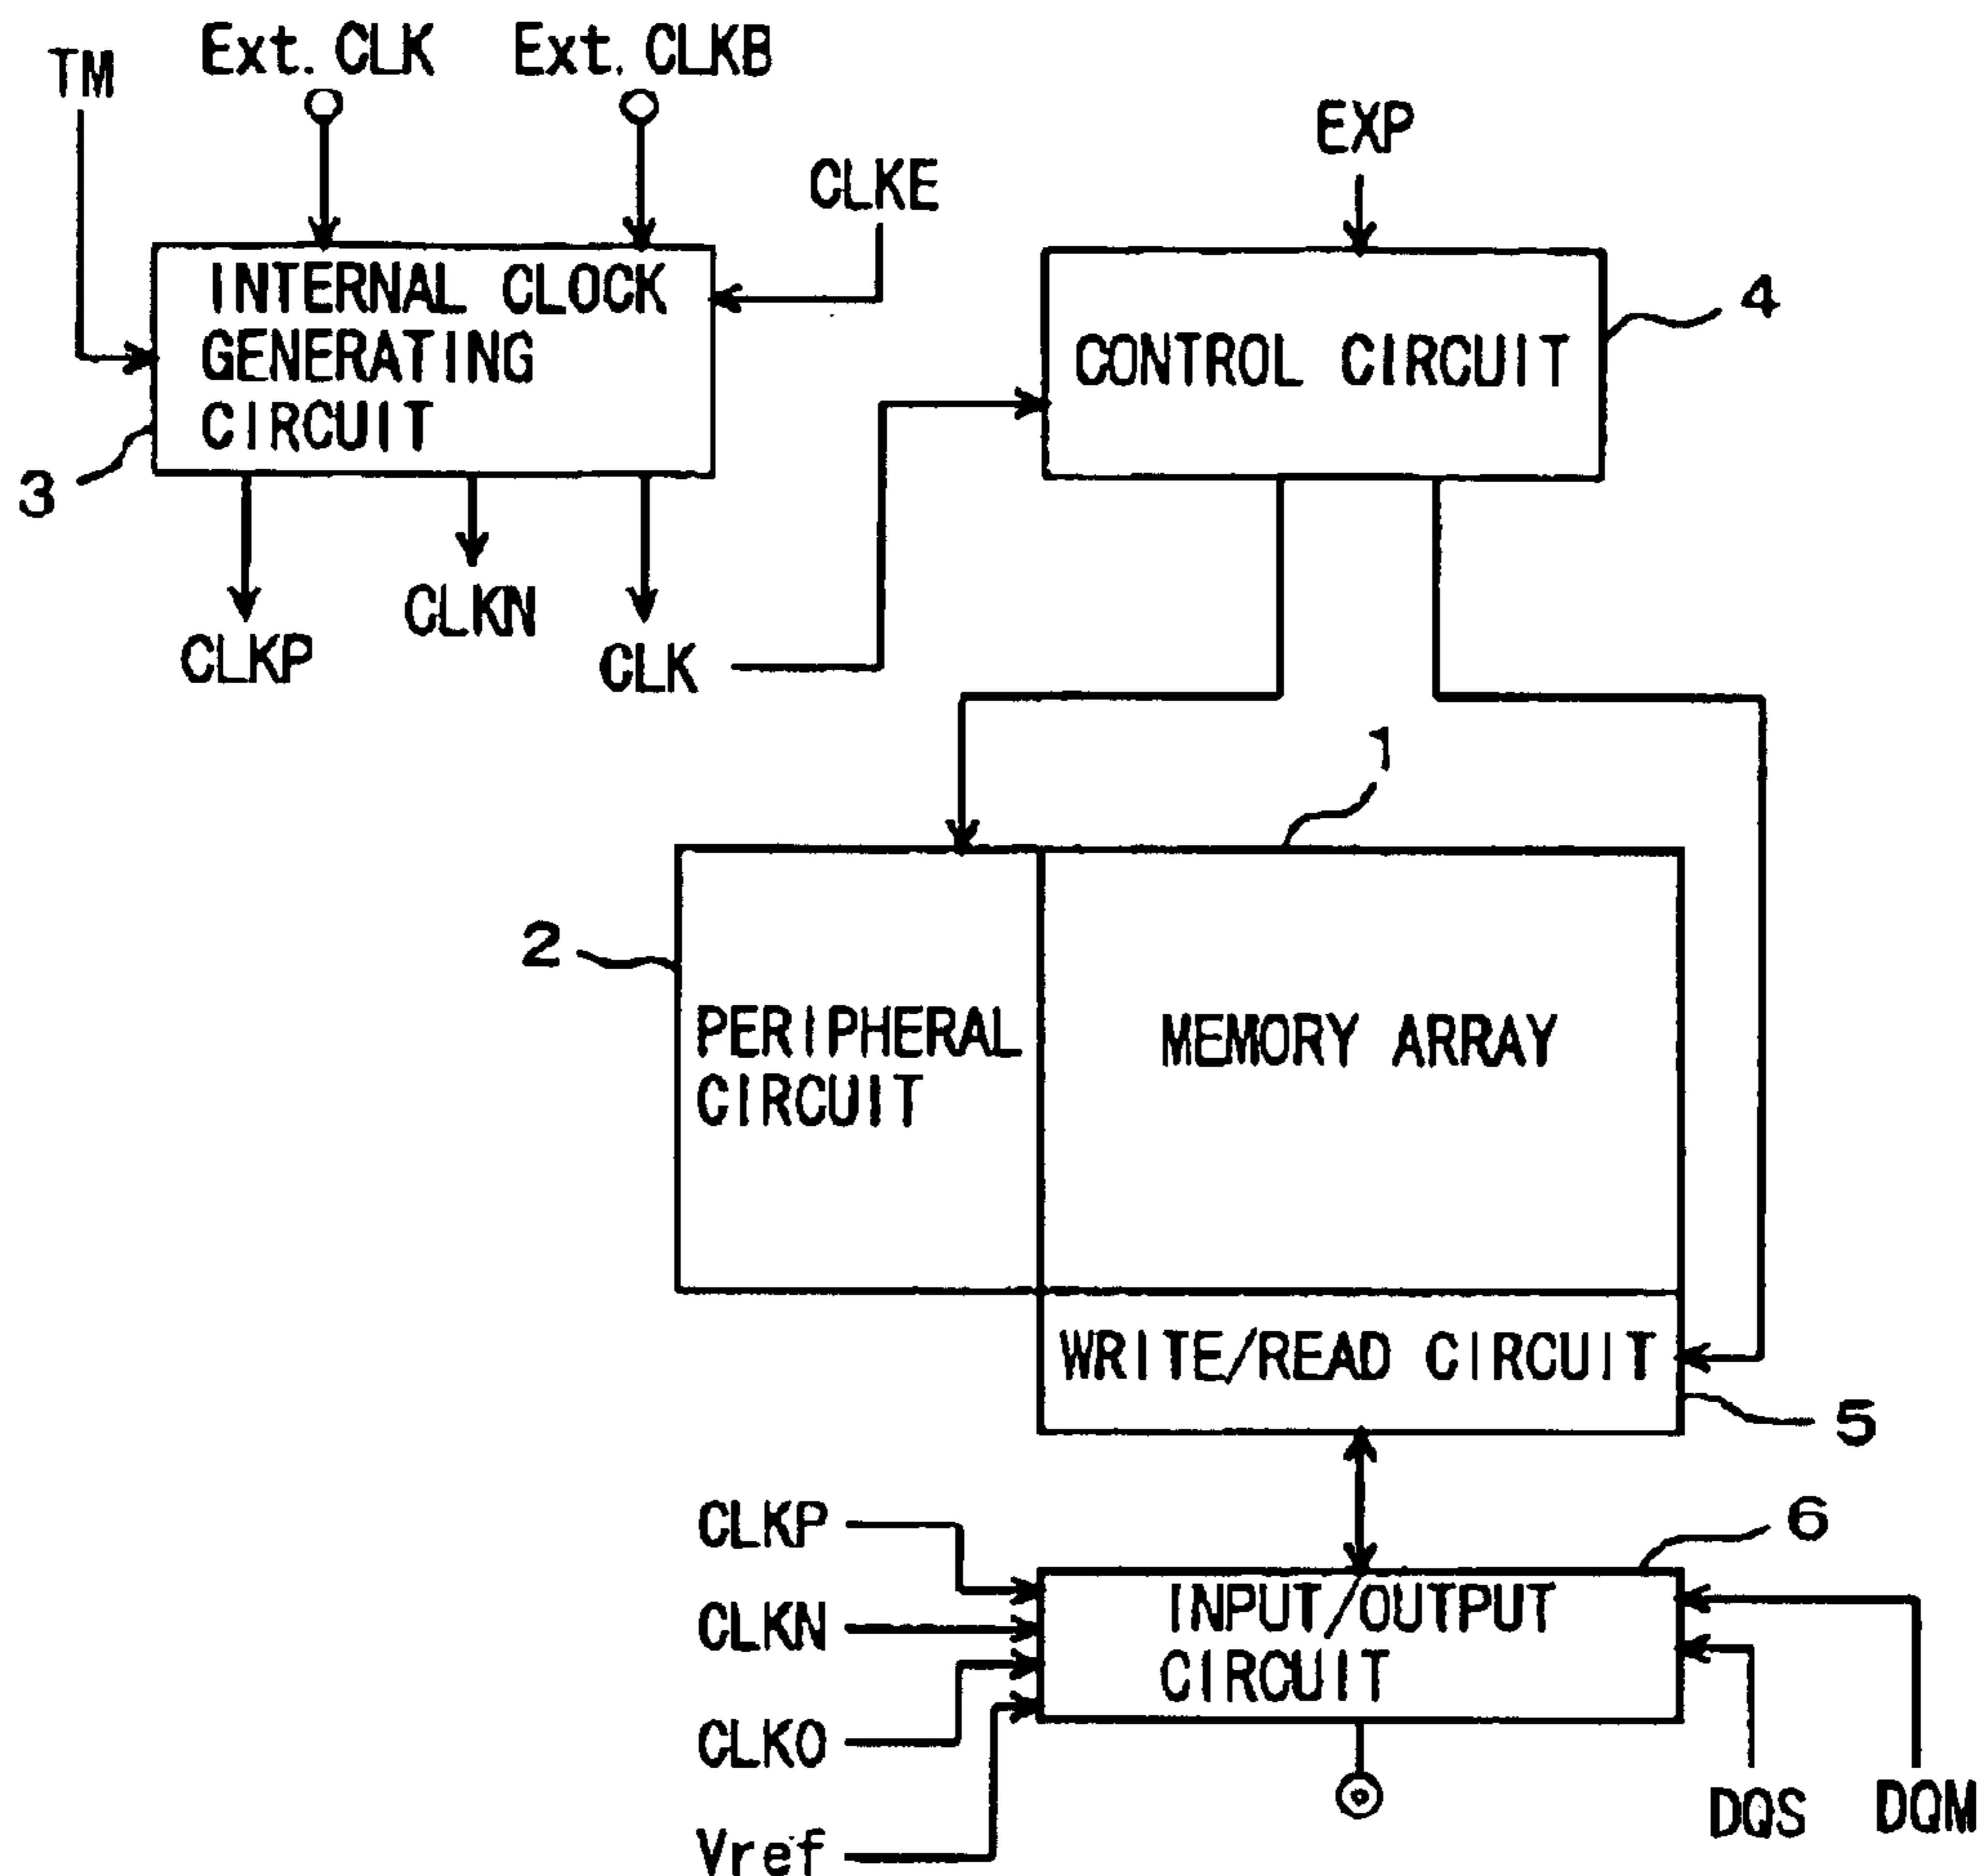 TM
Ext. CLK
Ext. CLKB
CLKE
EXP
INTERNAL CLOCK
GENERATING
CIRCUIT
3
CONTROL CIRCUIT
4
CLKP
CLKN
CLK
1
2
PERIPHERAL
CIRCUIT
MEMORY ARRAY
WRITE/READ CIRCUIT
5
CLKP
CLKN
CLKO
Vref
6
INPUT/OUTPUT
CIRCUIT
DQS
DQM